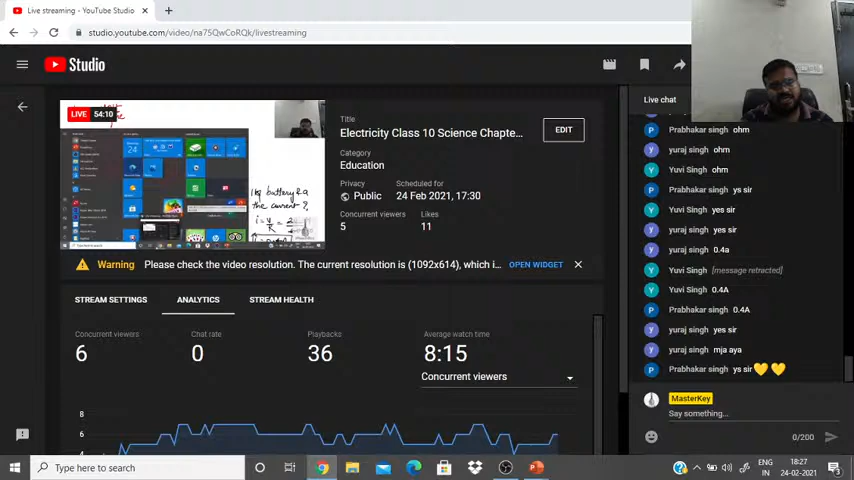 Live streaming - YouTube Studio
studio.youtube.com/video/na75QwCoRQk/livestreaming
Studio
LIVE 54:10
(1k battery
the current?
i = V/R = 2/
Title
Electricity Class 10 Science Chapte...
EDIT
Category
Education
Privacy
Public
Scheduled for
24 Feb 2021, 17:30
Concurrent viewers
5
Likes
11
Warning Please check the video resolution. The current resolution is (1092x614), which i... OPEN WIDGET
STREAM SETTINGS ANALYTICS STREAM HEALTH
Concurrent viewers
6
Chat rate
0
Playbacks
36
Average watch time
8:15
Concurrent viewers
8
6
Live chat
P Prabhakar singh ohm
y yuraj singh ohm
Y Yuvi Singh ohm
P Prabhakar singh ys sir
Y Yuvi Singh yes sir
y yuraj singh yes sir
y yuraj singh 0.4a
Y Yuvi Singh [message retracted]
Y Yuvi Singh 0.4A
P Prabhakar singh 0.4A
y yuraj singh yes sir
y yuraj singh mja aya
P Prabhakar singh ys sir💛💛
MasterKey
Say something...
0/200
Type here to search
ENG
IN
18:27
24-02-2021
3